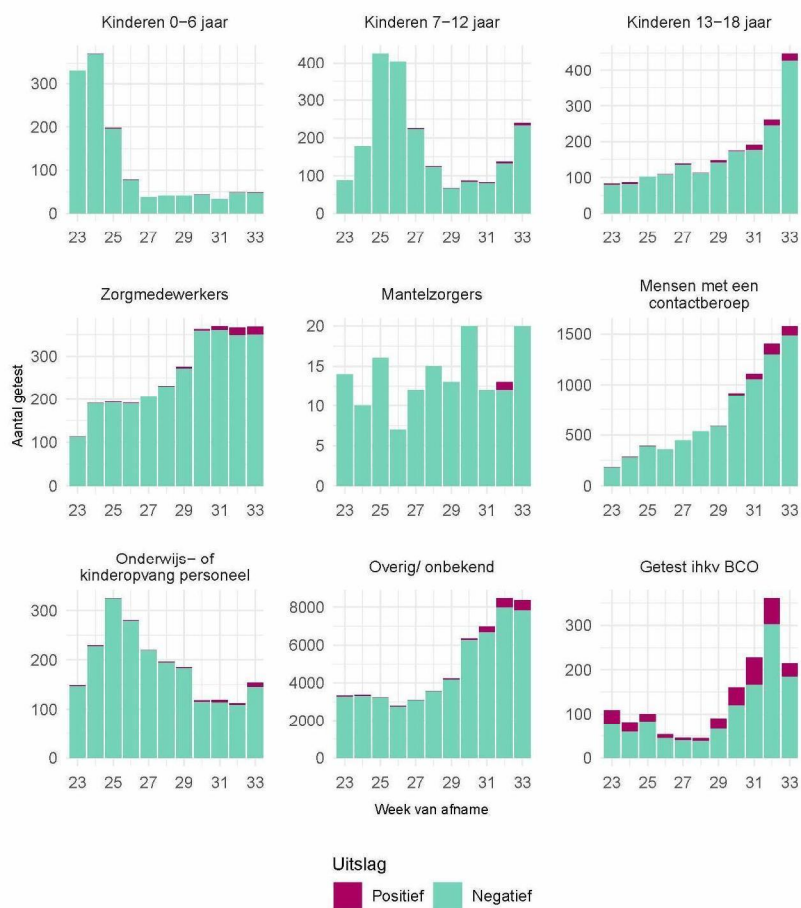 Kinderen 0–6 jaar
300
200
100
0
23 25 27 29 31 33
Kinderen 7–12 jaar
400
300
200
100
0
23 25 27 29 31 33
Kinderen 13–18 jaar
400
300
200
100
0
23 25 27 29 31 33
Aantal getest
Zorgmedewerkers
300
200
100
0
23 25 27 29 31 33
Mantelzorgers
20
15
10
5
0
23 25 27 29 31 33
Mensen met een
contactberoep
1500
1000
500
0
23 25 27 29 31 33
Onderwijs– of
kinderopvang personeel
300
200
100
0
23 25 27 29 31 33
Overig/ onbekend
8000
6000
4000
2000
0
23 25 27 29 31 33
Getest ihkv BCO
300
200
100
0
23 25 27 29 31 33
Week van afname
Uitslag
Positief Negatief